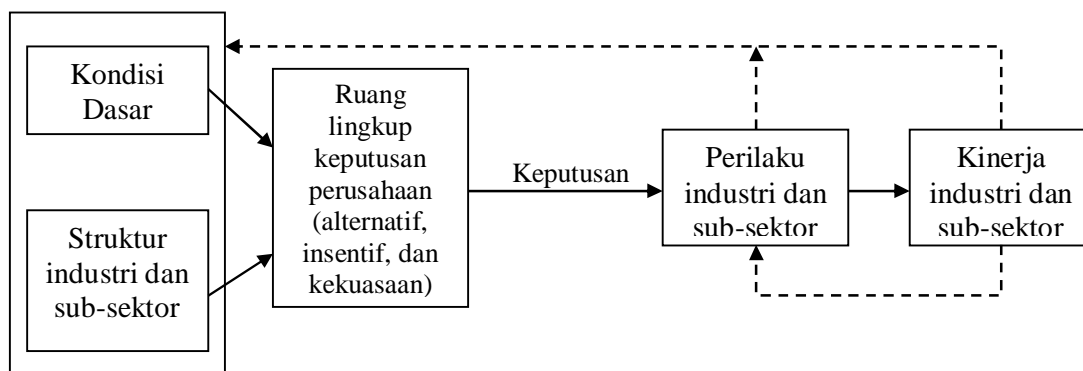 Kondisi
Dasar
Struktur
industri dan
sub-sektor
Ruang
lingkup
keputusan
perusahaan
(alternatif,
insentif, dan
kekuasaan)
Keputusan
Perilaku
industri dan
sub-sektor
Kinerja
industri dan
sub-sektor